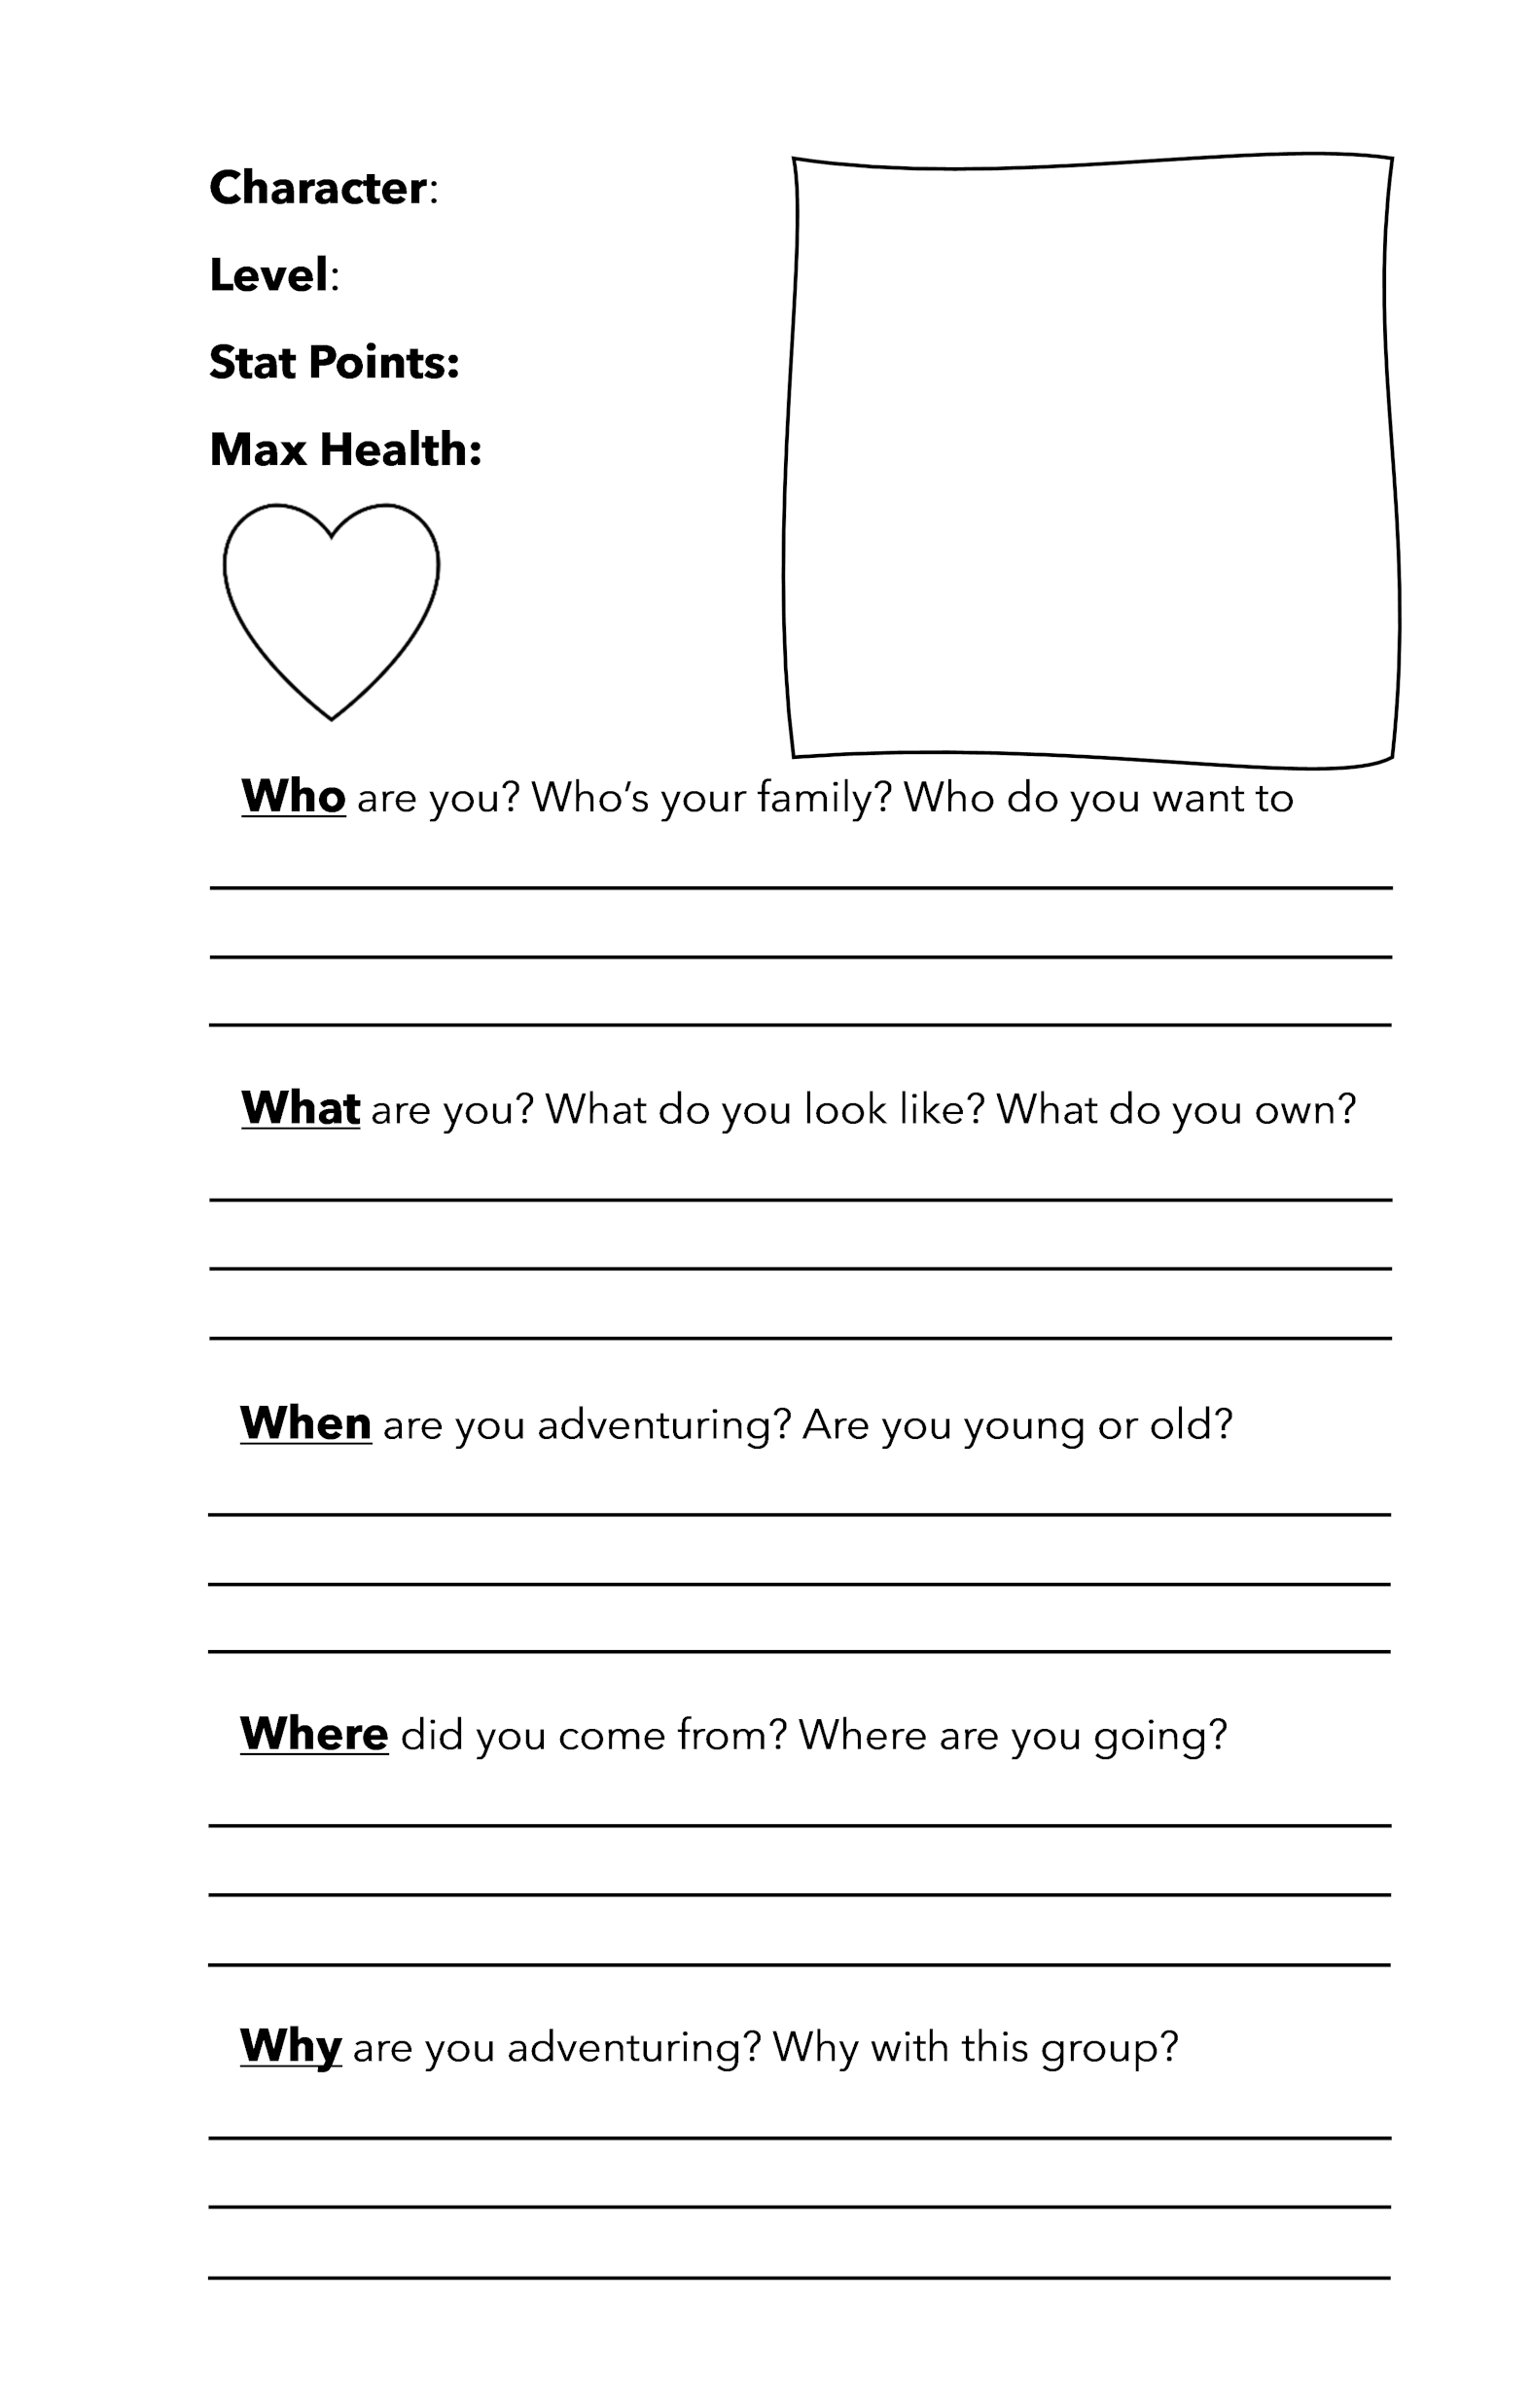 Character:
Level:
Stat Points:
Max Health:
Who are you? Who’s your family? Who do you want to
What are you? What do you look like? What do you own?
When are you adventuring? Are you young or old?
Where did you come from? Where are you going?
Why are you adventuring? Why with this group?